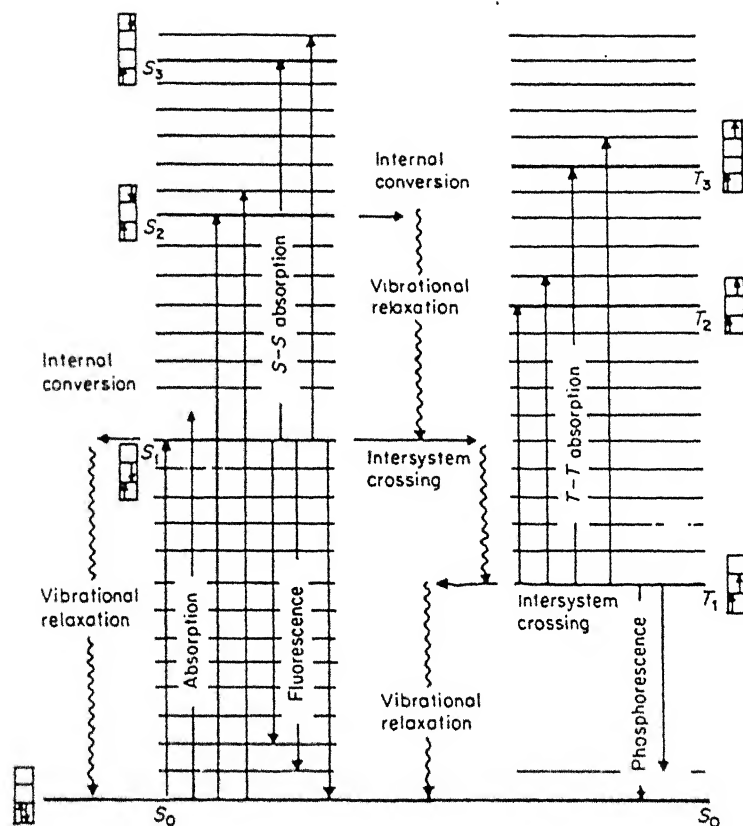 S3
Internal
conversion
T3
S2
S-S absorption
Vibrational
relaxation
T2
Internal
conversion
T-T absorption
S1
Intersystem
crossing
Vibrational
relaxation
Absorption
Fluorescence
Intersystem
crossing
T1
Vibrational
relaxation
Phosphorescence
S0
S0